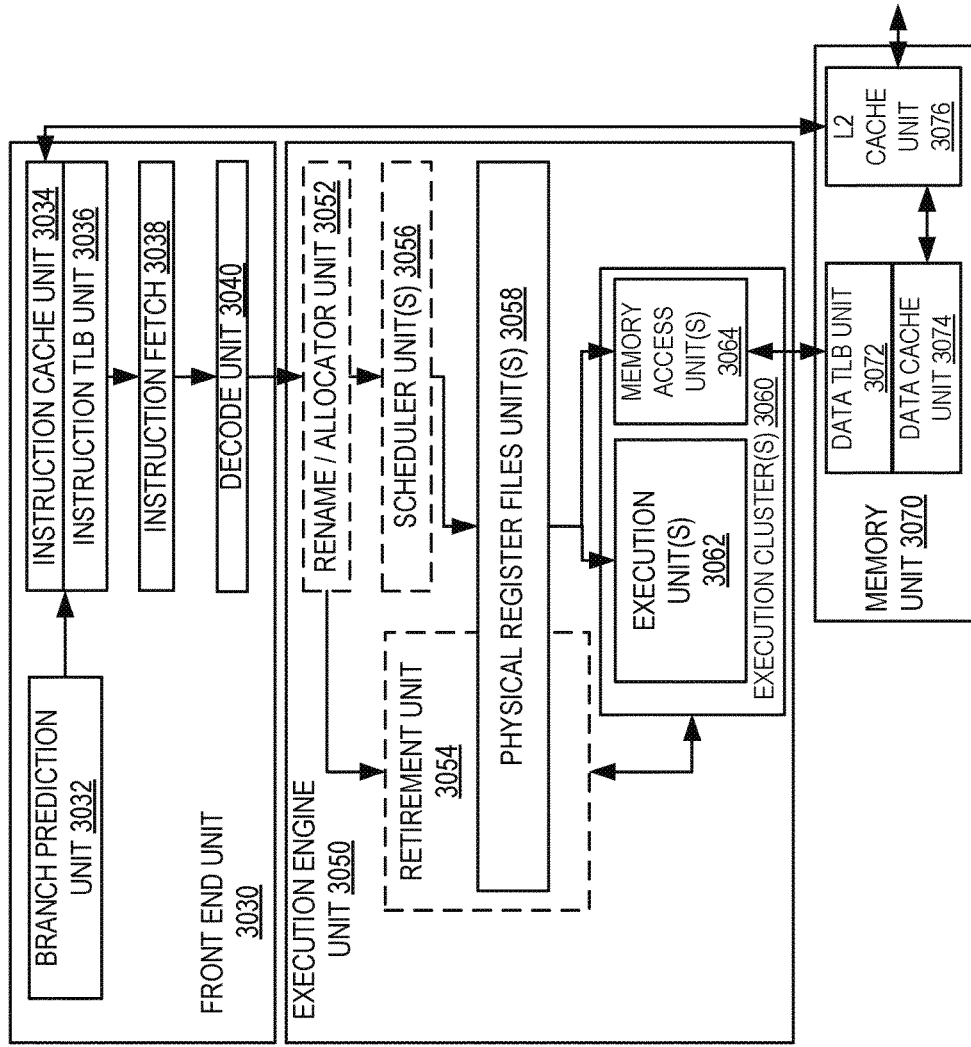 BRANCH PREDICTION
UNIT 3032
INSTRUCTION CACHE UNIT 3034
INSTRUCTION TLB UNIT 3036
INSTRUCTION FETCH 3038
DECODE UNIT 3040
FRONT END UNIT
3030
EXECUTION ENGINE
UNIT 3050
RENAME / ALLOCATOR UNIT 3052
SCHEDULER UNIT(S) 3056
RETIREMENT UNIT
3054
PHYSICAL REGISTER FILES UNIT(S) 3058
EXECUTION
UNIT(S)
3062
MEMORY
ACCESS
UNIT(S)
3064
EXECUTION CLUSTER(S) 3060
MEMORY
UNIT 3070
DATA TLB UNIT
3072
DATA CACHE
UNIT 3074
L2
CACHE
UNIT
3076